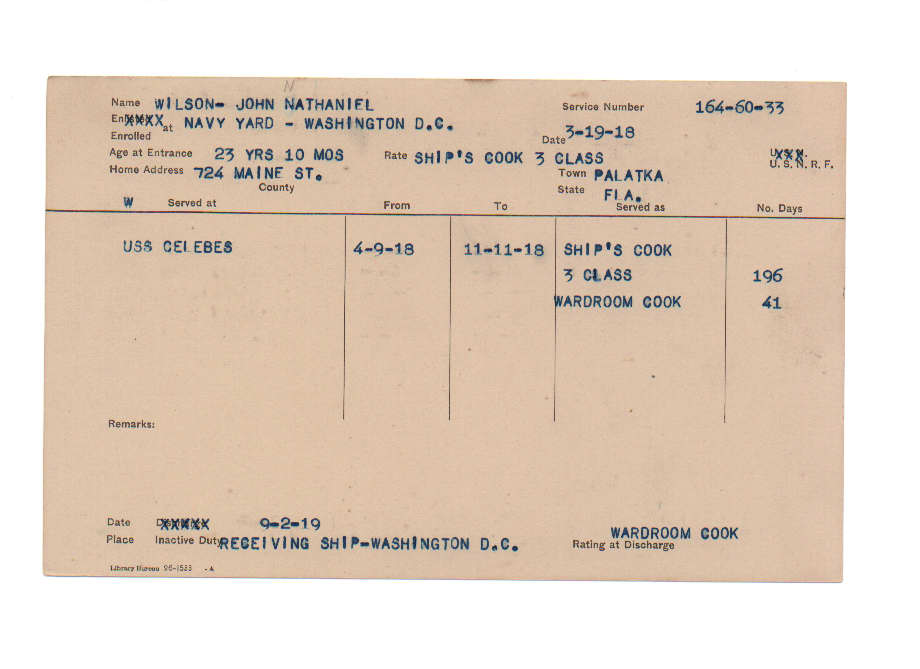 N
Name WILSON- JOHN NATHANIEL Service Number 164-60-33
Enrolled at NAVY YARD - WASHINGTON D.C. Date 3-19-18
Age at Entrance 23 YRS 10 MOS Rate SHIP'S COOK 3 CLASS U.S.N.R.F.
Home Address 724 MAINE ST. Town PALATKA
County State FLA.
W Served at From To Served as No. Days
USS CELEBES 4-9-18 11-11-18 SHIP'S COOK
3 CLASS 196
WARDROOM COOK 41
Remarks:
Date 9-2-19 WARDROOM COOK
Place Inactive Duty RECEIVING SHIP-WASHINGTON D.C. Rating at Discharge
Library Bureau 96-1533 -A